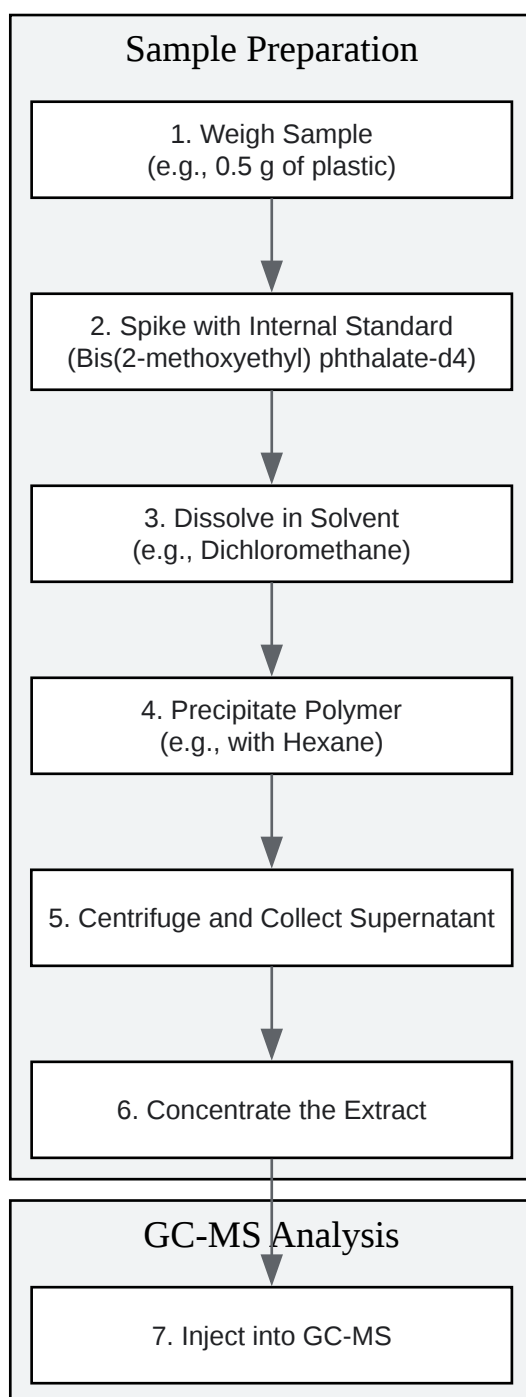 Sample Preparation
1. Weigh Sample
(e.g., 0.5 g of plastic)
2. Spike with Internal Standard
(Bis(2-methoxyethyl) phthalate-d4)
3. Dissolve in Solvent
(e.g., Dichloromethane)
4. Precipitate Polymer
(e.g., with Hexane)
5. Centrifuge and Collect Supernatant
6. Concentrate the Extract
GC-MS Analysis
7. Inject into GC-MS